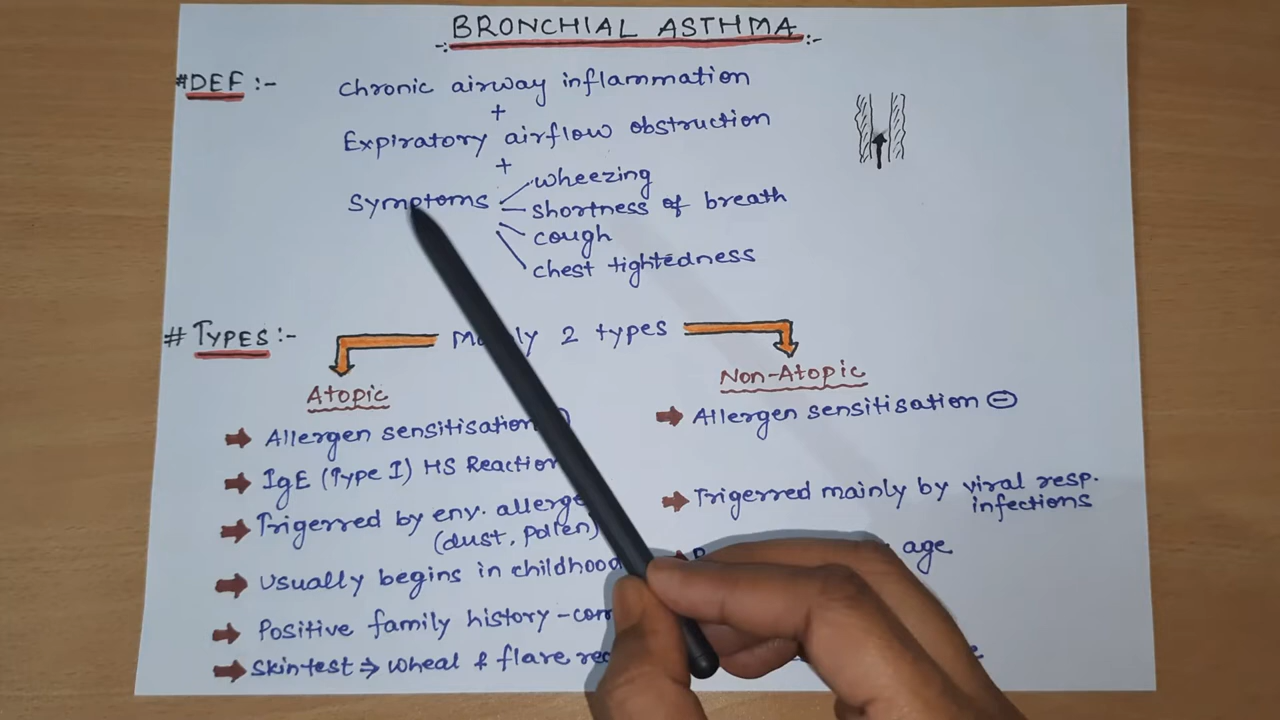 BRONCHIAL ASTHMA
#DEF :-
chronic airway inflammation
+
Expiratory airflow obstruction
+
Symptoms
wheezing
shortness of breath
cough
chest tightedness
# TYPES :-
2 types
Atopic
Allergen sensitisation
IgE (Type I) HS Reaction
Trigerred by env.
(dust, pollen)
usually begins in childhood
Positive family history -
skin test ⇒ wheal & flare
Non-Atopic
Allergen sensitisation ⊖
Trigerred mainly by viral resp.
infections
age